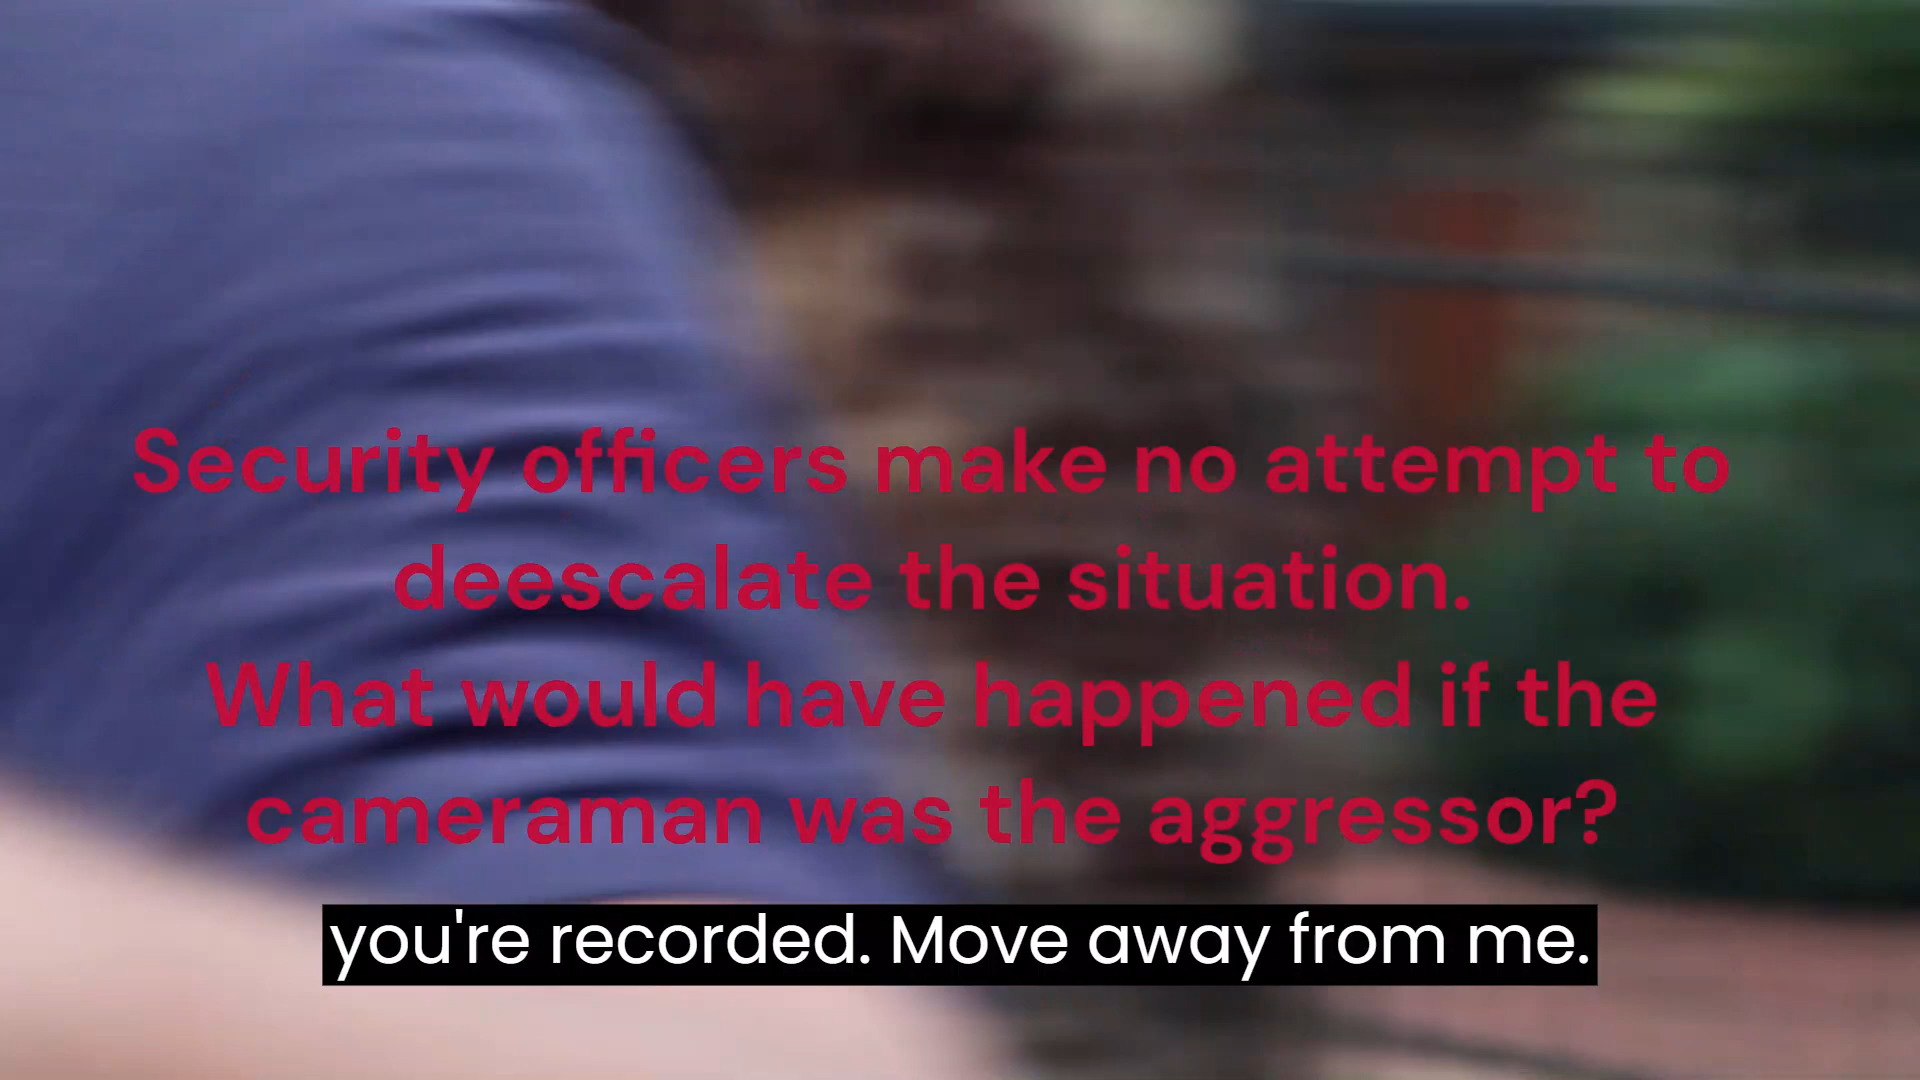 Security officers make no attempt to
deescalate the situation.
What would have happened if the
cameraman was the aggressor?
you're recorded. Move away from me.